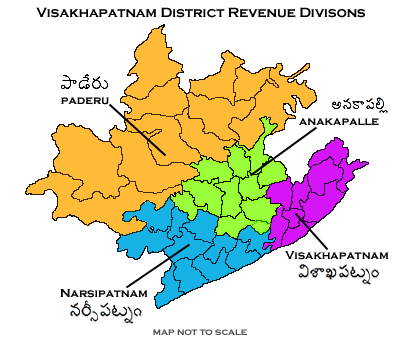 VISAKHAPATNAM DISTRICT REVENUE DIVISONS
పాడేరు
PADERU
అనకాపల్లి
ANAKAPALLE
VISAKHAPATNAM
విశాఖపట్నం
NARSIPATNAM
నర్సీపట్నం
MAP NOT TO SCALE